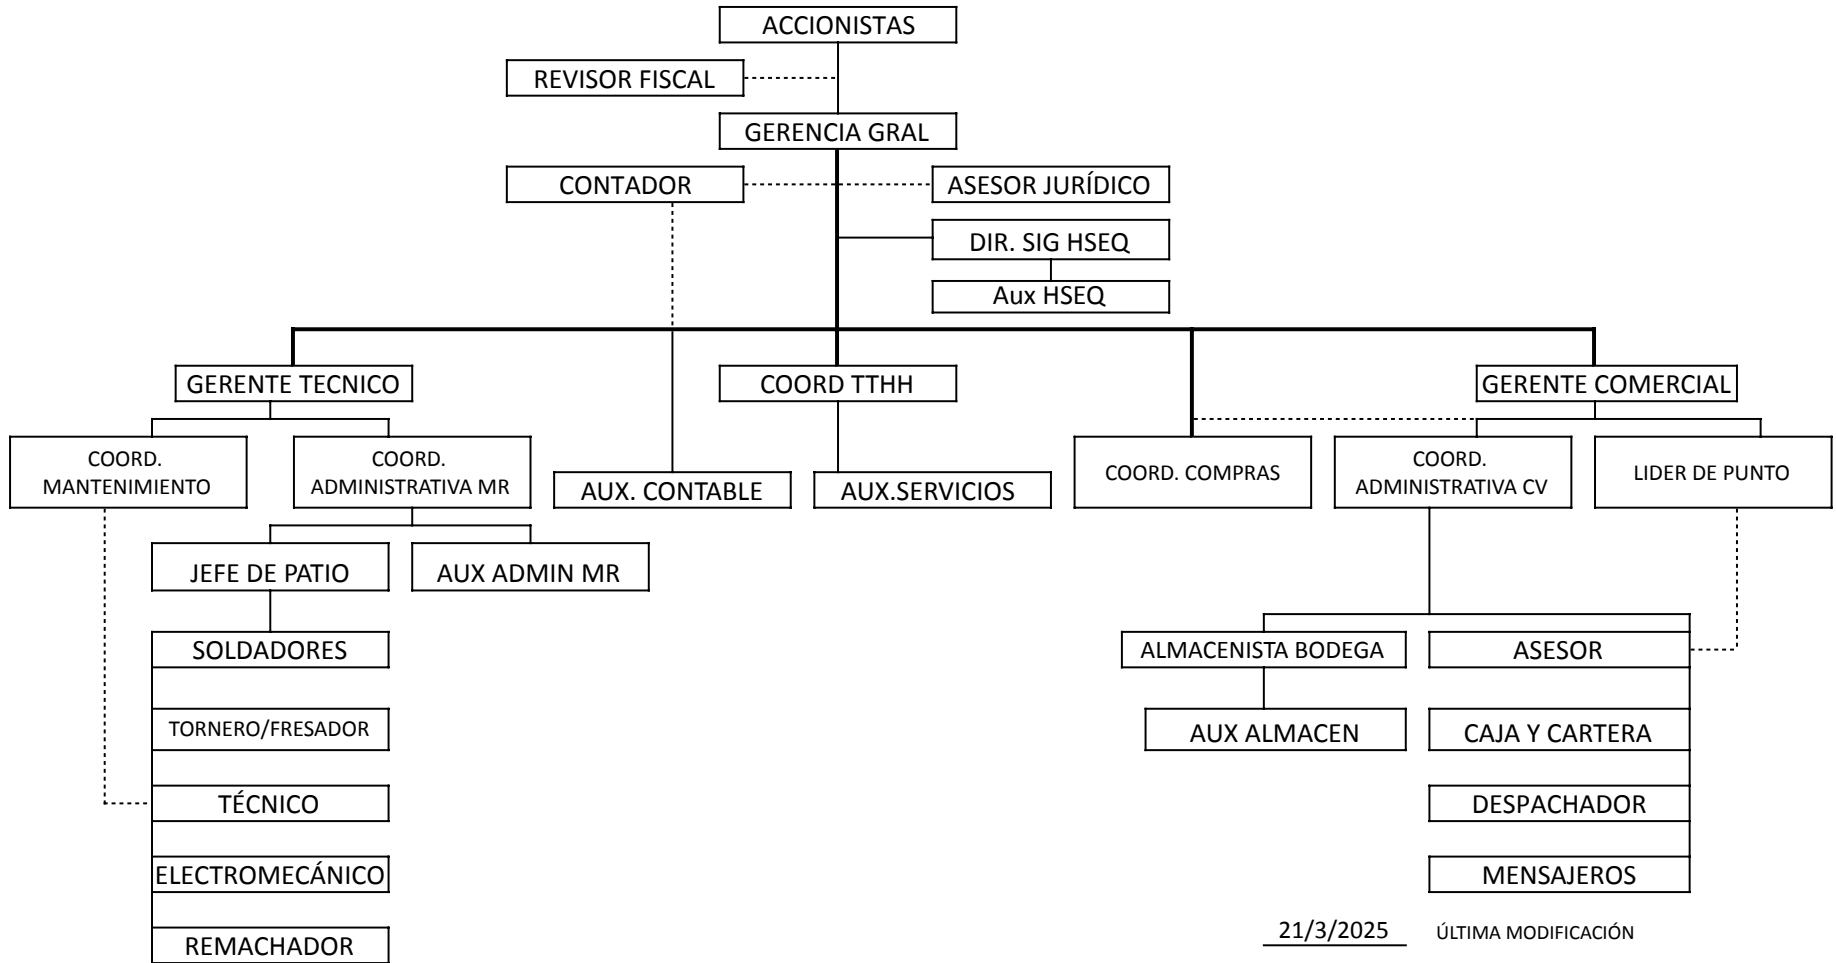 ACCIONISTAS
REVISOR FISCAL
GERENCIA GRAL
CONTADOR
ASESOR JURÍDICO
DIR. SIG HSEQ
Aux HSEQ
GERENTE TECNICO
COORD TTHH
GERENTE COMERCIAL
COORD.
MANTENIMIENTO
COORD.
ADMINISTRATIVA MR
AUX. CONTABLE
AUX.SERVICIOS
COORD. COMPRAS
COORD.
ADMINISTRATIVA CV
LIDER DE PUNTO
JEFE DE PATIO
AUX ADMIN MR
SOLDADORES
ALMACENISTA BODEGA
ASESOR
TORNERO/FRESADOR
AUX ALMACEN
CAJA Y CARTERA
TÉCNICO
DESPACHADOR
ELECTROMECÁNICO
MENSAJEROS
REMACHADOR
21/3/2025 ÚLTIMA MODIFICACIÓN